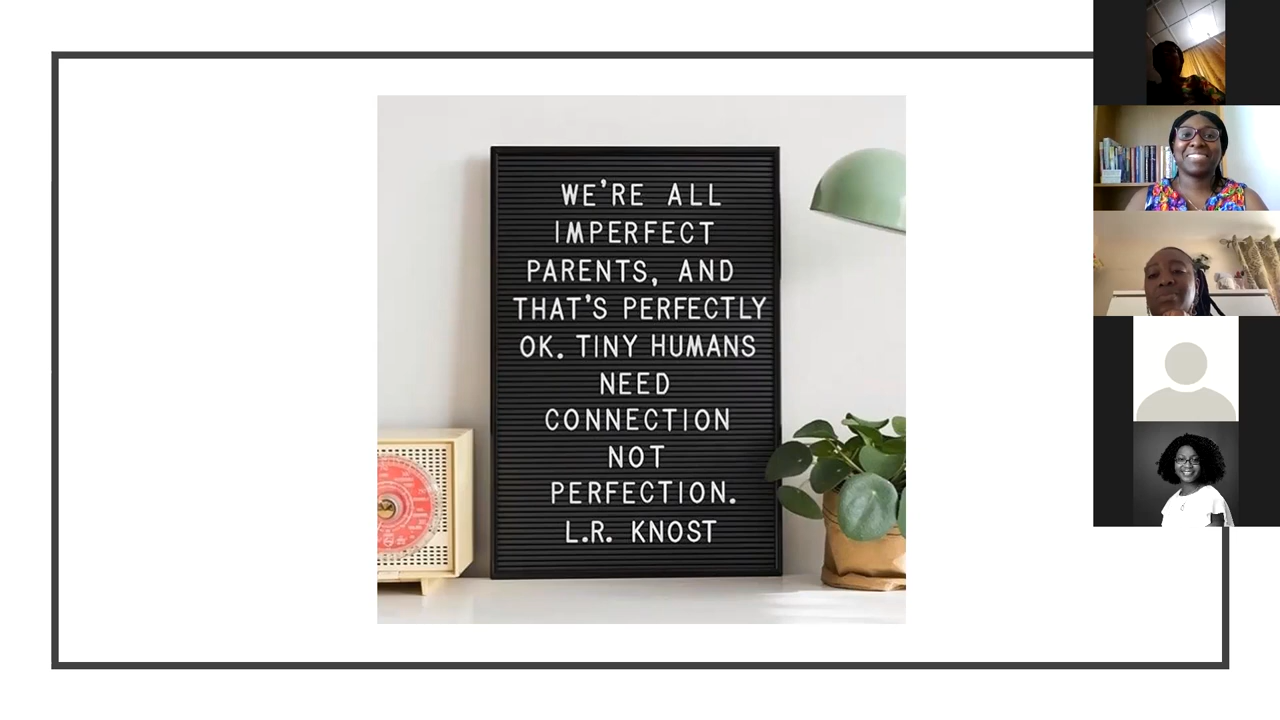 WE'RE ALL
IMPERFECT
PARENTS, AND
THAT'S PERFECTLY
OK. TINY HUMANS
NEED
CONNECTION
NOT
PERFECTION.
L.R. KNOST